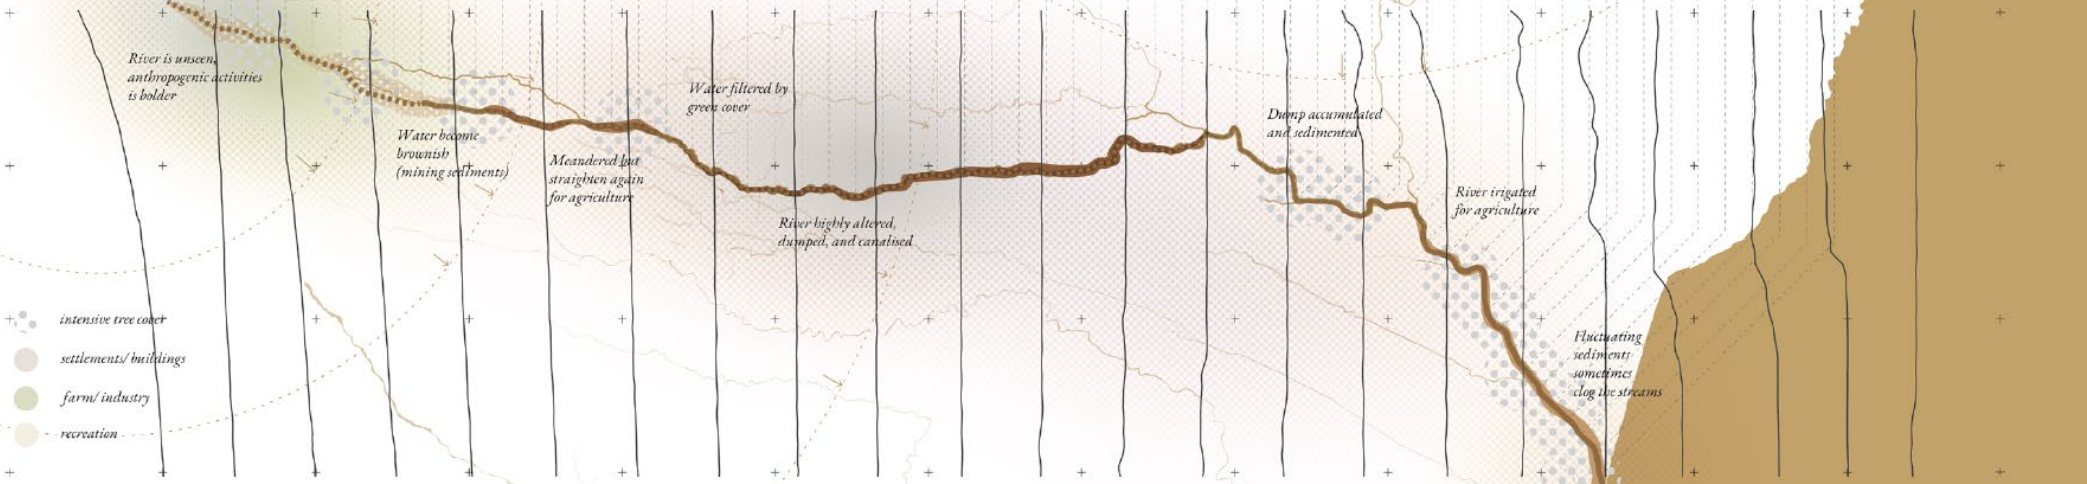 River is unseen,
anthropogenic activities
is bolder
Water become
brownish
(mining sediments)
Meandered but
straighten again
for agriculture
Water filtered by
green cover
River highly altered,
dumped, and canalised
Dump accumulated
and sedimented
River irrigated
for agriculture
Fluctuating
sediments
sometimes
clog the streams
intensive tree cover
settlements/ buildings
farm/ industry
recreation